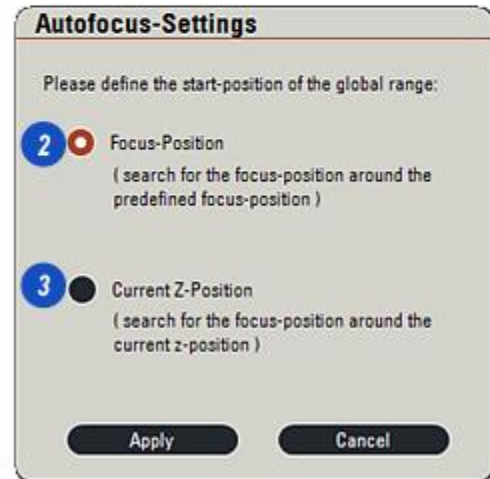 Autofocus-Settings
Please define the start-position of the global range:
2 Focus-Position
( search for the focus-position around the
predefined focus-position )
3 Current Z-Position
( search for the focus-position around the
current z-position )
Apply Cancel